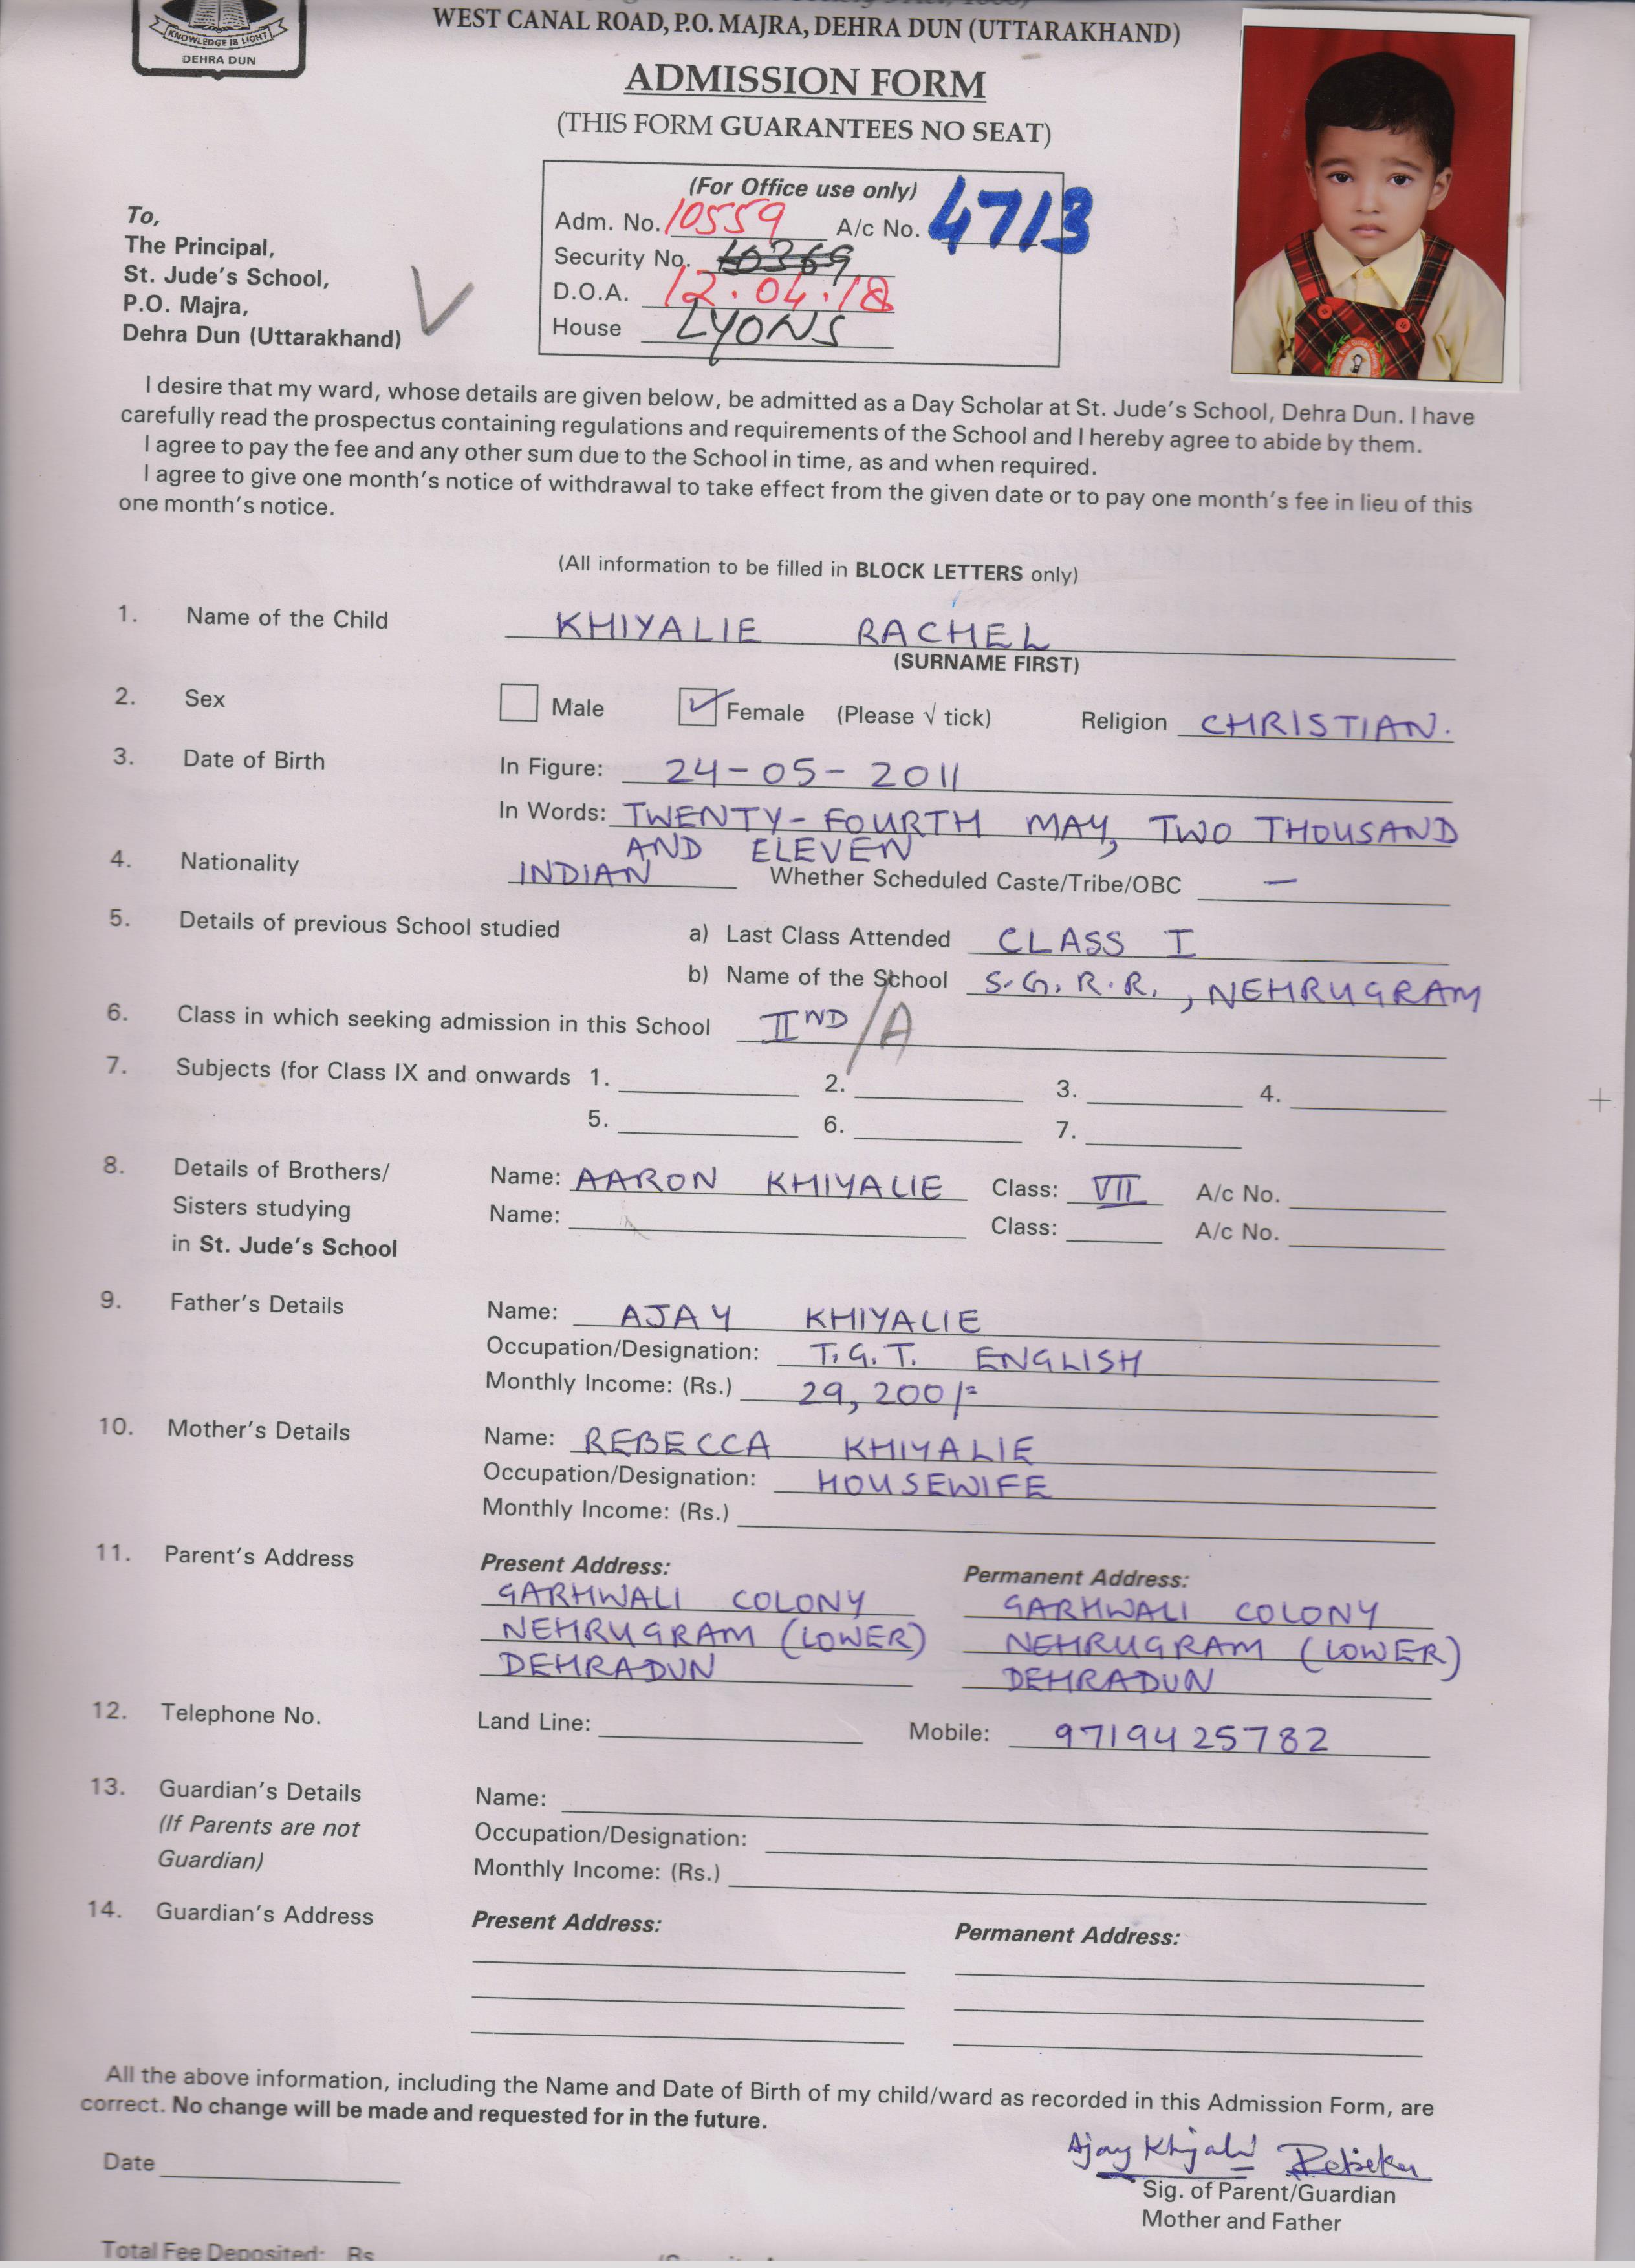 KNOWLEDGE IS LIGHT
DEHRA DUN
WEST CANAL ROAD, P.O. MAJRA, DEHRA DUN (UTTARAKHAND)
ADMISSION FORM
(THIS FORM GUARANTEES NO SEAT)
(For Office use only)
Adm. No. 10559 A/c No. 4713
Security No. 10369
D.O.A. 12.04.18
House LYONS
To,
The Principal,
St. Jude's School,
P.O. Majra,
Dehra Dun (Uttarakhand)
I desire that my ward, whose details are given below, be admitted as a Day Scholar at St. Jude's School, Dehra Dun. I have
carefully read the prospectus containing regulations and requirements of the School and I hereby agree to abide by them.
I agree to pay the fee and any other sum due to the School in time, as and when required.
I agree to give one month's notice of withdrawal to take effect from the given date or to pay one month's fee in lieu of this
one month's notice.
(All information to be filled in BLOCK LETTERS only)
1. Name of the Child KHIYALIE RACHEL
(SURNAME FIRST)
2. Sex Male Female (Please √ tick) Religion CHRISTIAN.
3. Date of Birth In Figure: 24-05-2011
In Words: TWENTY-FOURTH MAY, TWO THOUSAND
AND ELEVEN
4. Nationality INDIAN Whether Scheduled Caste/Tribe/OBC —
5. Details of previous School studied a) Last Class Attended CLASS I
b) Name of the School S.G.R.R., NEHRUGRAM
6. Class in which seeking admission in this School IIND/A
7. Subjects (for Class IX and onwards 1. 2. 3. 4.
5. 6. 7.
8. Details of Brothers/ Name: AARON KHIYALIE Class: VII A/c No.
Sisters studying Name: Class: A/c No.
in St. Jude's School
9. Father's Details Name: AJAY KHIYALIE
Occupation/Designation: T.G.T. ENGLISH
Monthly Income: (Rs.) 29,200/=
10. Mother's Details Name: REBECCA KHIYALIE
Occupation/Designation: HOUSEWIFE
Monthly Income: (Rs.)
11. Parent's Address Present Address: Permanent Address:
GARHWALI COLONY GARHWALI COLONY
NEHRUGRAM (LOWER) NEHRUGRAM (LOWER)
DEHRADUN DEHRADUN
12. Telephone No. Land Line: Mobile: 9719425782
13. Guardian's Details Name:
(If Parents are not Occupation/Designation:
Guardian) Monthly Income: (Rs.)
14. Guardian's Address Present Address: Permanent Address:
All the above information, including the Name and Date of Birth of my child/ward as recorded in this Admission Form, are
correct. No change will be made and requested for in the future.
Ajay Khiyali Rebeka
Date
Sig. of Parent/Guardian
Mother and Father
Total Fee Deposited: Rs